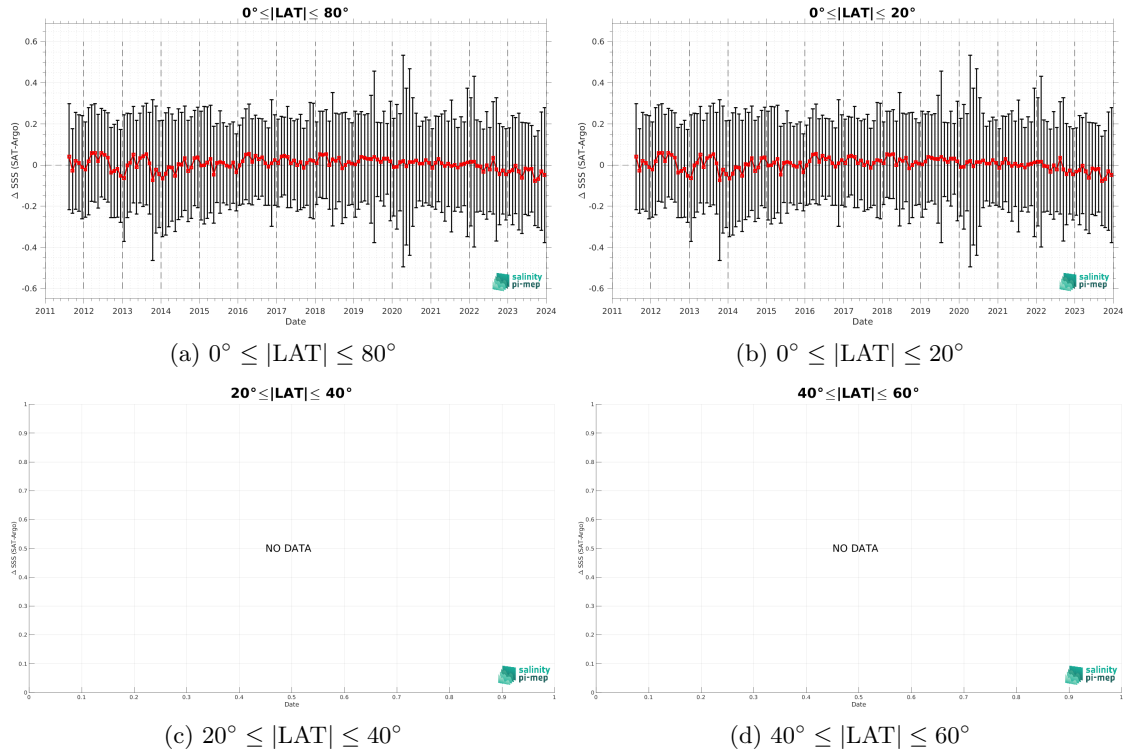 0°≤|LAT|≤ 80°
0.6
0.4
0.2
0
-0.2
-0.4
-0.6
Δ SSS (SAT-Argo)
2011 2012 2013 2014 2015 2016 2017 2018 2019 2020 2021 2022 2023 2024
Date
salinity
pi-mep
(a) 0° ≤ |LAT| ≤ 80°
0°≤|LAT|≤ 20°
0.6
0.4
0.2
0
-0.2
-0.4
-0.6
Δ SSS (SAT-Argo)
2011 2012 2013 2014 2015 2016 2017 2018 2019 2020 2021 2022 2023 2024
Date
salinity
pi-mep
(b) 0° ≤ |LAT| ≤ 20°
20°≤|LAT|≤ 40°
1
0.9
0.8
0.7
0.6
0.5
0.4
0.3
0.2
0.1
0
Δ SSS (SAT-Argo)
NO DATA
0 0.1 0.2 0.3 0.4 0.5 0.6 0.7 0.8 0.9 1
Date
salinity
pi-mep
(c) 20° ≤ |LAT| ≤ 40°
40°≤|LAT|≤ 60°
1
0.9
0.8
0.7
0.6
0.5
0.4
0.3
0.2
0.1
0
Δ SSS (SAT-Argo)
NO DATA
0 0.1 0.2 0.3 0.4 0.5 0.6 0.7 0.8 0.9 1
Date
salinity
pi-mep
(d) 40° ≤ |LAT| ≤ 60°